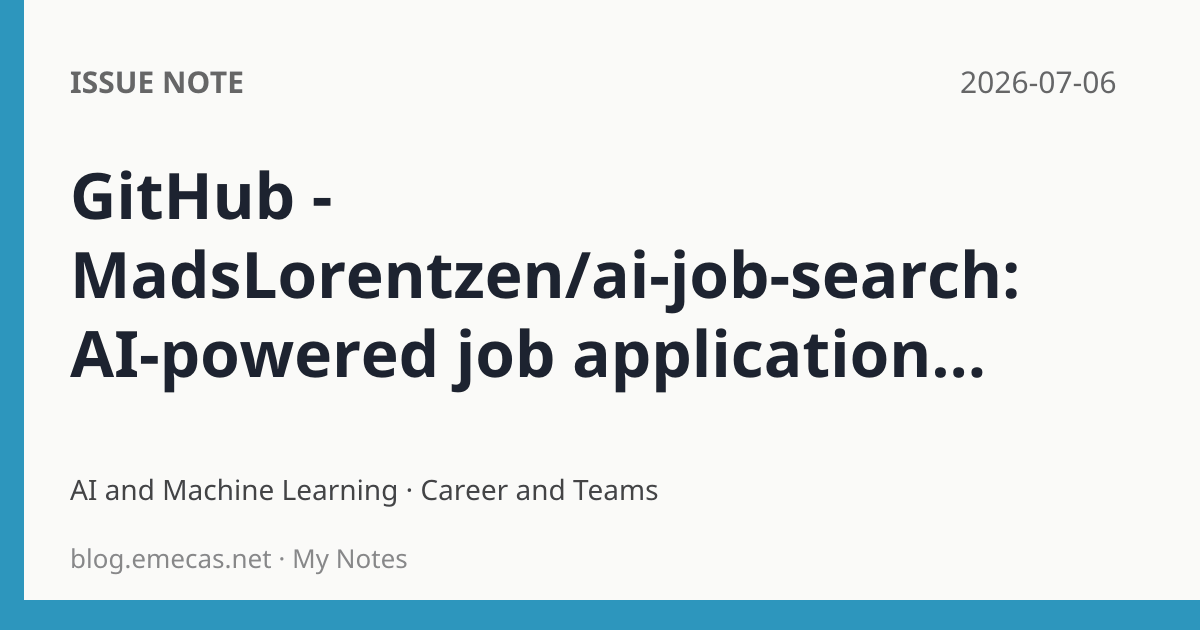 ISSUE NOTE
2026-07-06
GitHub -
MadsLorentzen/ai-job-search:
AI-powered job application...
AI and Machine Learning · Career and Teams
blog.emecas.net · My Notes